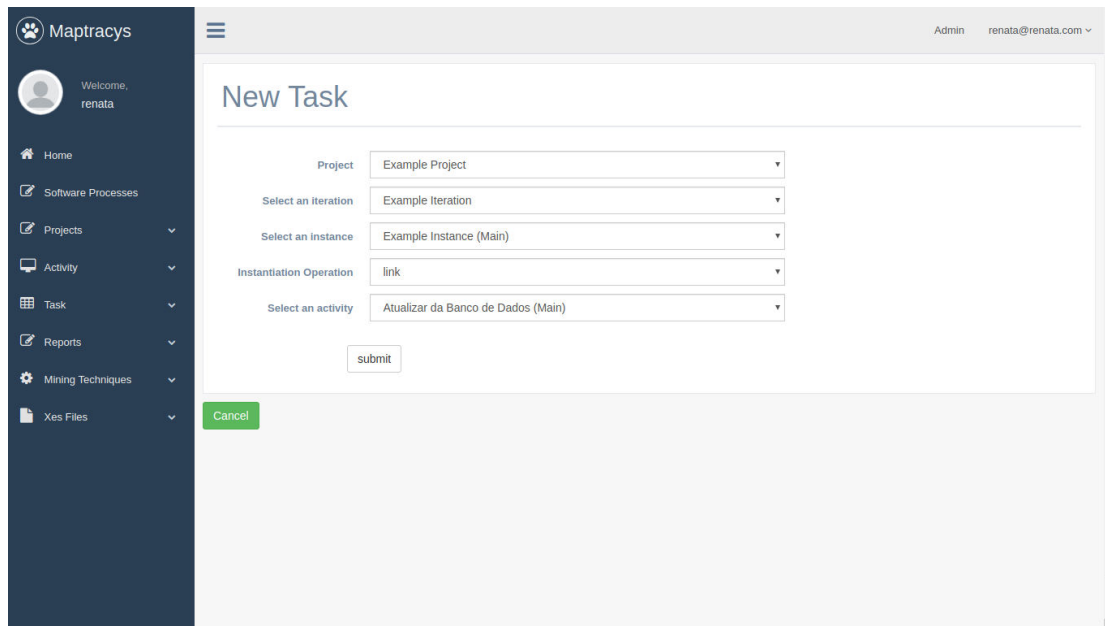 Maptracys
Admin renata@renata.com
Welcome,
renata
Home
Software Processes
Projects
Activity
Task
Reports
Mining Techniques
Xes Files
New Task
Project Example Project
Select an iteration Example Iteration
Select an instance Example Instance (Main)
Instantiation Operation link
Select an activity Atualizar da Banco de Dados (Main)
submit
Cancel